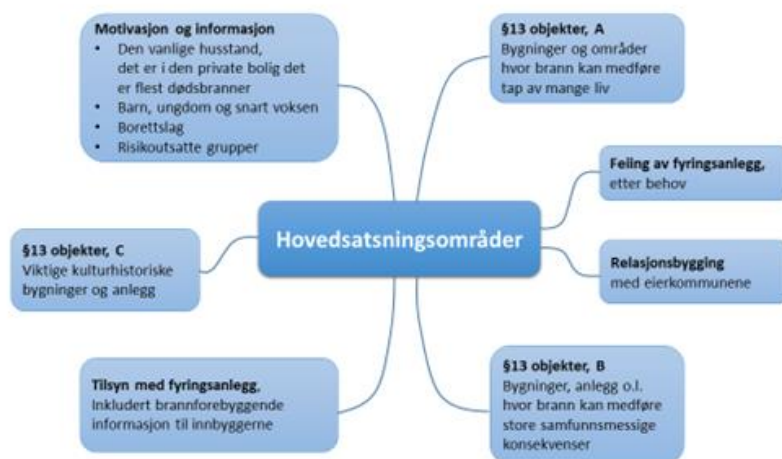 Motivasjon og informasjon
• Den vanlige husstand,
det er i den private bolig det
er flest dødsbranner
• Barn, ungdom og snart voksen
• Borettslag
• Risikoutsatte grupper
§13 objekter, A
Bygninger og områder
hvor brann kan medføre
tap av mange liv
Feiing av fyringsanlegg,
etter behov
Hovedsatsningsområder
§13 objekter, C
Viktige kulturhistoriske
bygninger og anlegg
Relasjonsbygging
med eierkommunene
Tilsyn med fyringsanlegg,
Inkludert brannforebyggende
informasjon til innbyggerne
§13 objekter, B
Bygninger, anlegg o.l.
hvor brann kan medføre
store samfunnsmessige
konsekvenser